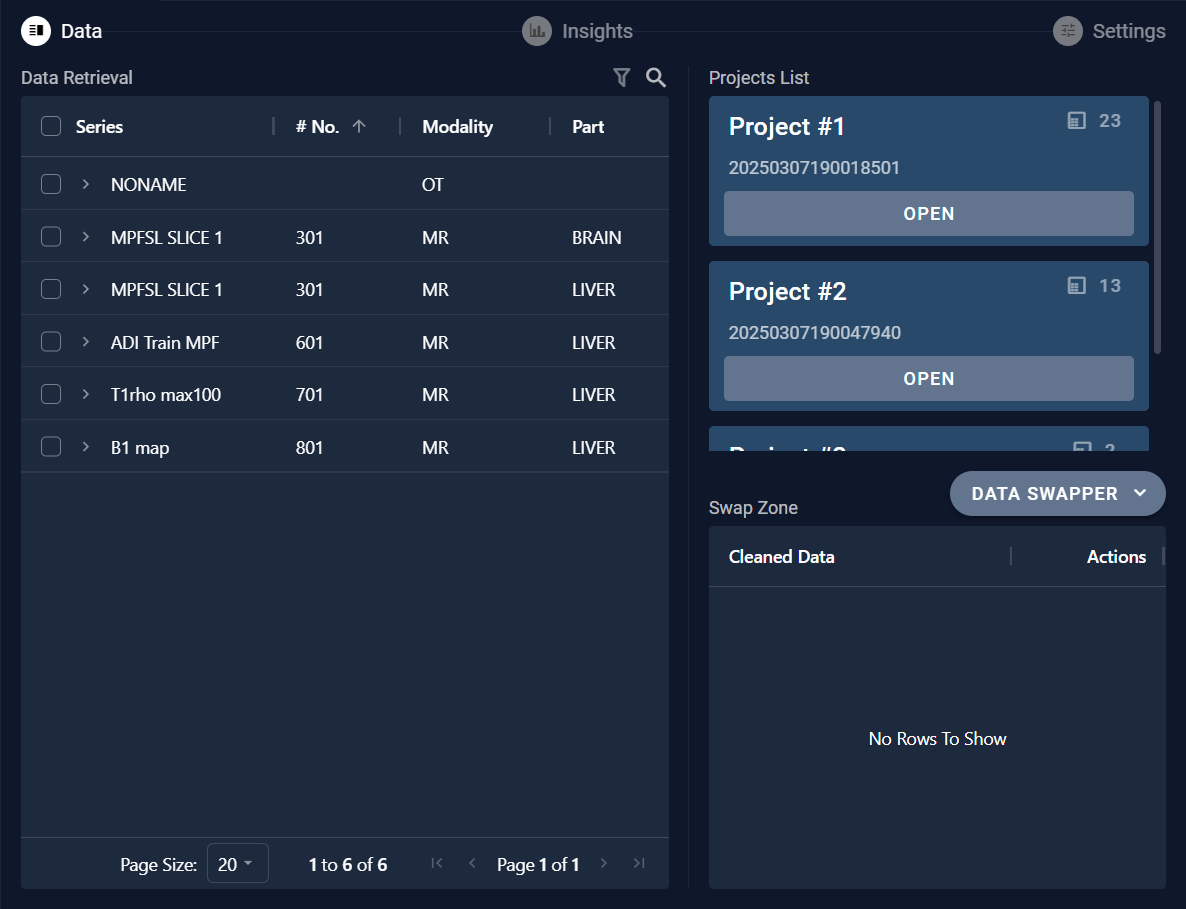 Data
Insights
Settings
Data Retrieval
Series # No. Modality Part
NONAME OT
MPFSL SLICE 1 301 MR BRAIN
MPFSL SLICE 1 301 MR LIVER
ADI Train MPF 601 MR LIVER
T1rho max100 701 MR LIVER
B1 map 801 MR LIVER
Page Size: 20 1 to 6 of 6 Page 1 of 1
Projects List
Project #1 23
20250307190018501
OPEN
Project #2 13
20250307190047940
OPEN
DATA SWAPPER
Swap Zone
Cleaned Data Actions
No Rows To Show